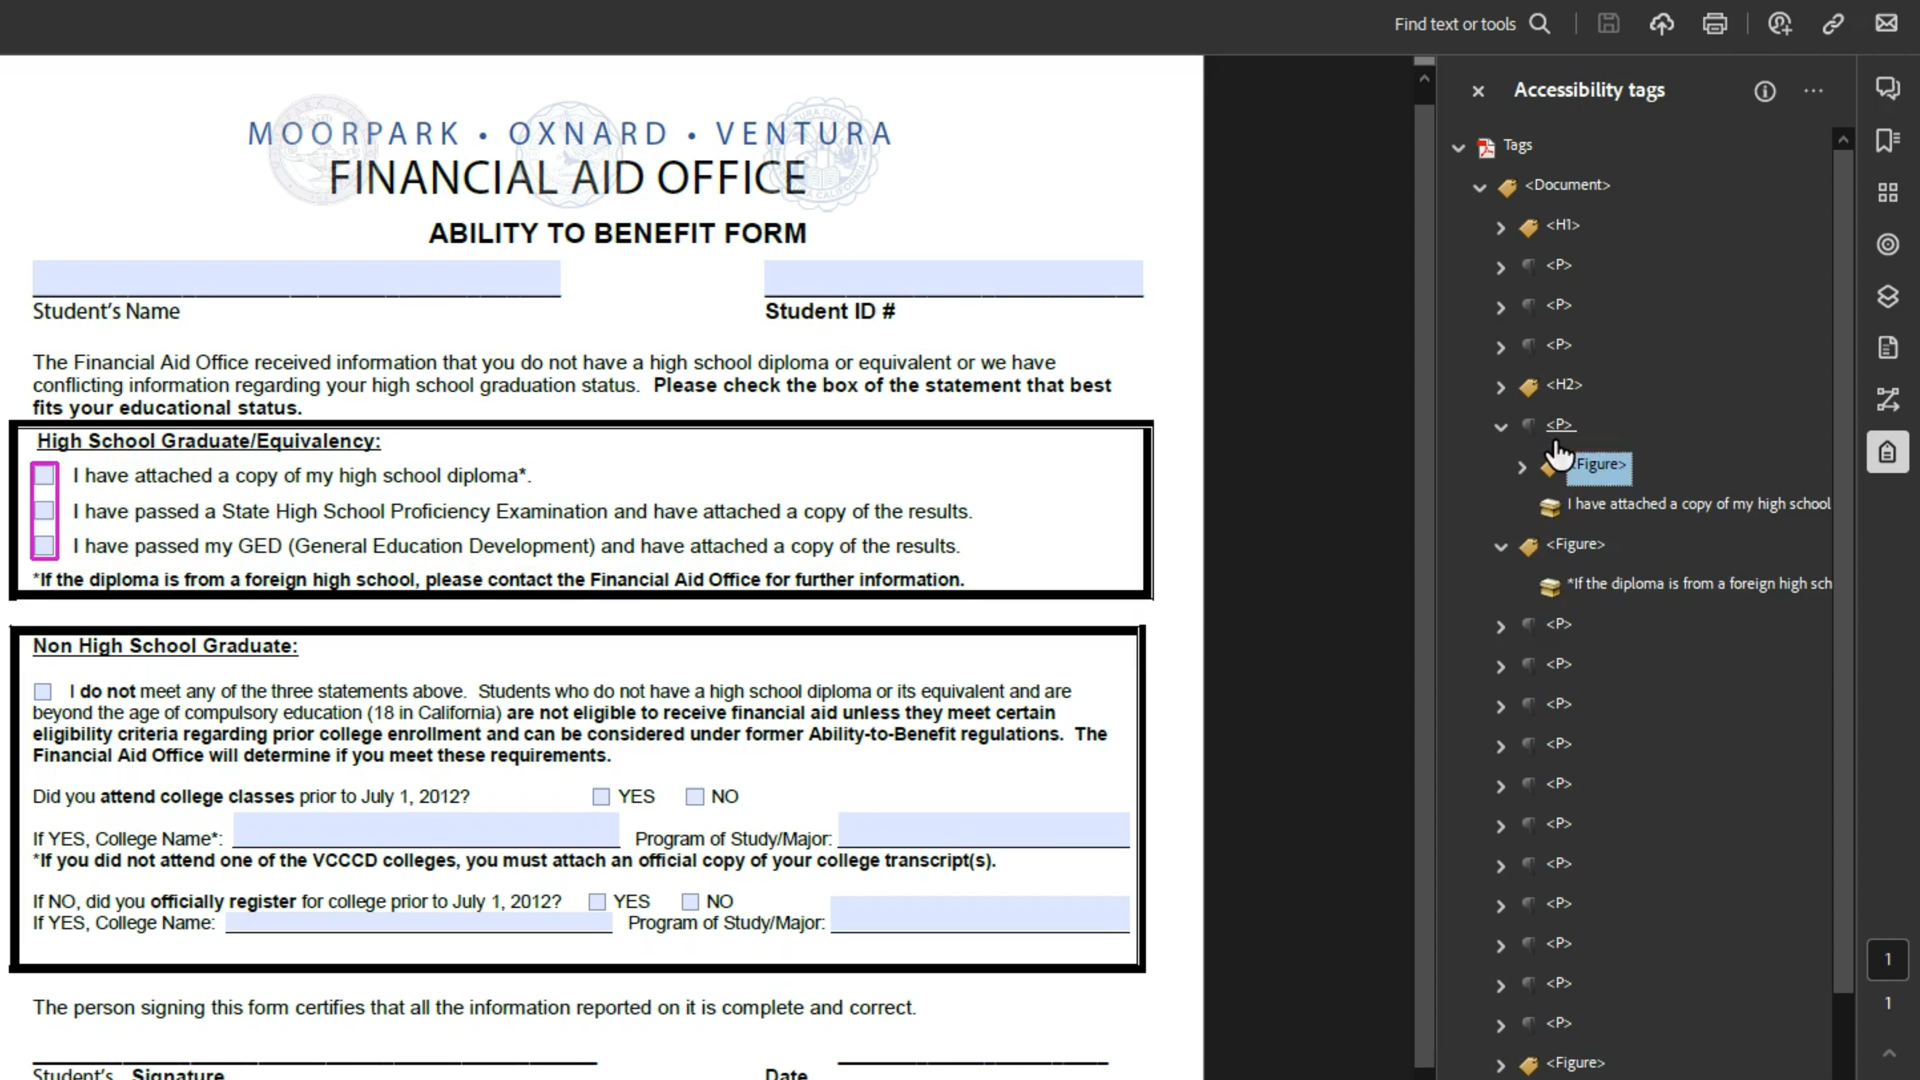 Find text or tools
MOORPARK • OXNARD • VENTURA
FINANCIAL AID OFFICE
ABILITY TO BENEFIT FORM
Student's Name
Student ID #
The Financial Aid Office received information that you do not have a high school diploma or equivalent or we have
conflicting information regarding your high school graduation status. Please check the box of the statement that best
fits your educational status.
High School Graduate/Equivalency:
I have attached a copy of my high school diploma*.
I have passed a State High School Proficiency Examination and have attached a copy of the results.
I have passed my GED (General Education Development) and have attached a copy of the results.
*If the diploma is from a foreign high school, please contact the Financial Aid Office for further information.
Non High School Graduate:
I do not meet any of the three statements above. Students who do not have a high school diploma or its equivalent and are
beyond the age of compulsory education (18 in California) are not eligible to receive financial aid unless they meet certain
eligibility criteria regarding prior college enrollment and can be considered under former Ability-to-Benefit regulations. The
Financial Aid Office will determine if you meet these requirements.
Did you attend college classes prior to July 1, 2012? YES NO
If YES, College Name*: Program of Study/Major:
*If you did not attend one of the VCCCD colleges, you must attach an official copy of your college transcript(s).
If NO, did you officially register for college prior to July 1, 2012? YES NO
If YES, College Name: Program of Study/Major:
The person signing this form certifies that all the information reported on it is complete and correct.
Student's Signature
Date
Accessibility tags
Tags
<Document>
<H1>
<P>
<P>
<P>
<H2>
<P>
<Figure>
I have attached a copy of my high school
<Figure>
*If the diploma is from a foreign high sch
<P>
<P>
<P>
<P>
<P>
<P>
<P>
<P>
<P>
<P>
<P>
<Figure>
1
1